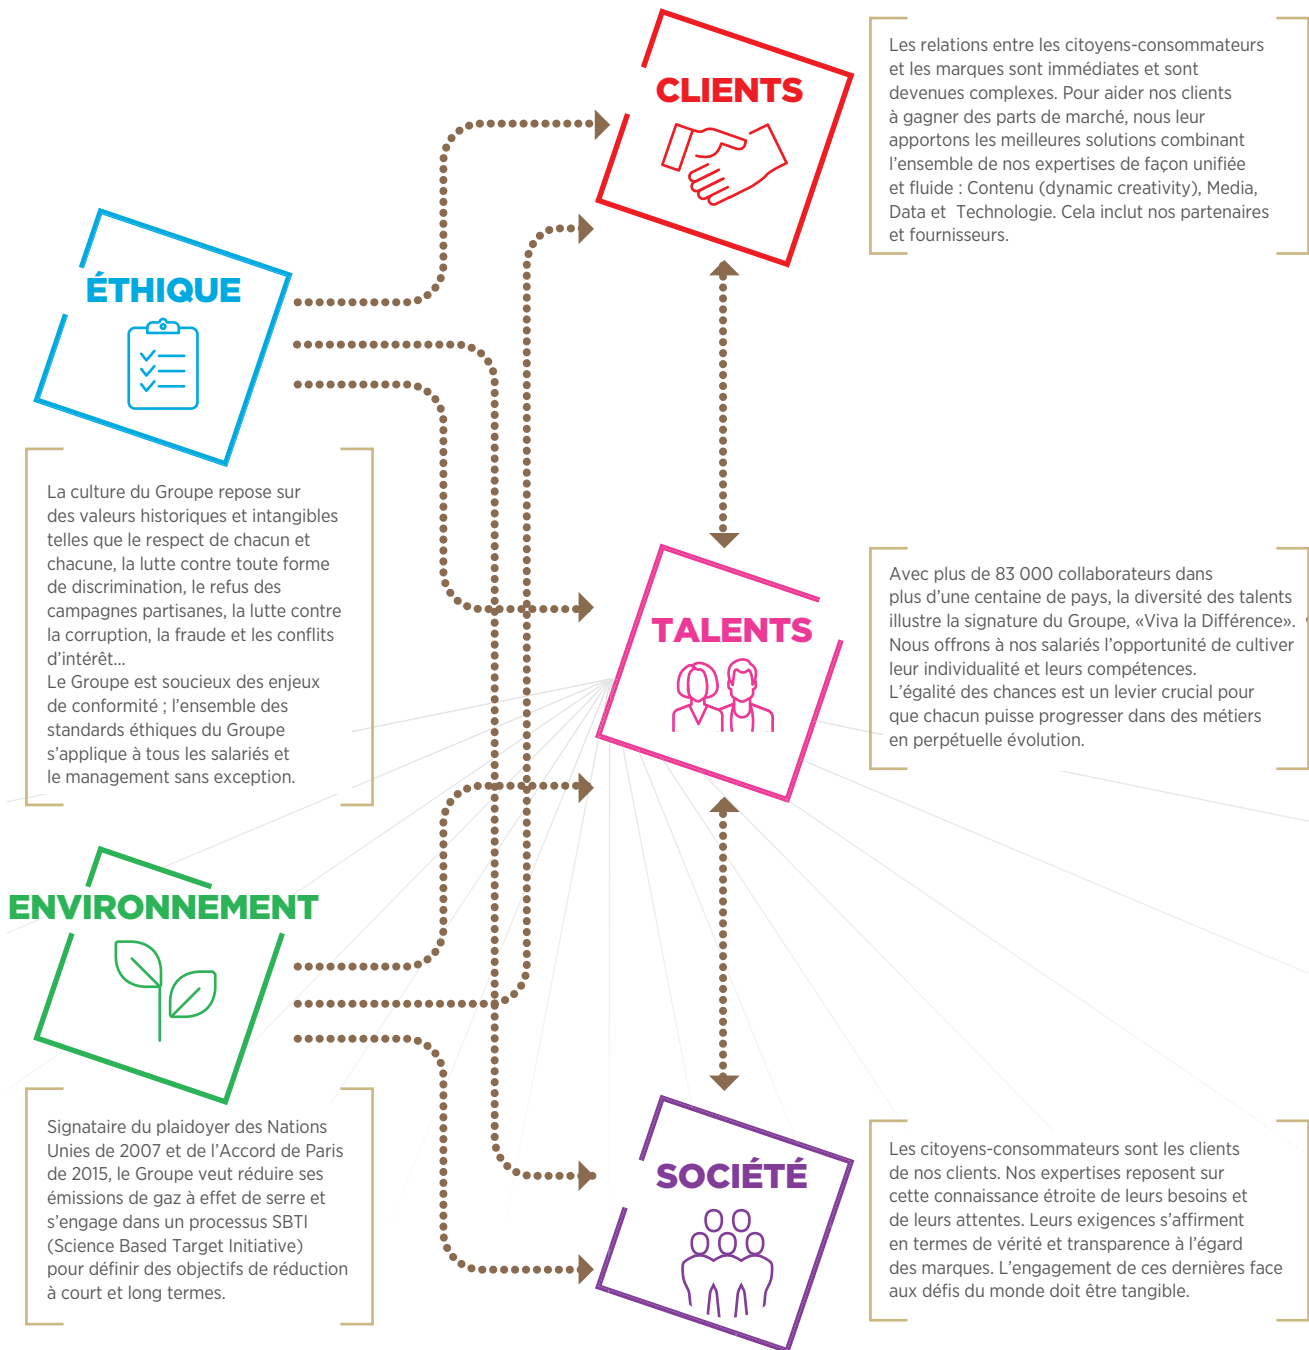 CLIENTS
Les relations entre les citoyens-consommateurs
et les marques sont immédiates et sont
devenues complexes. Pour aider nos clients
à gagner des parts de marché, nous leur
apportons les meilleures solutions combinant
l’ensemble de nos expertises de façon unifiée
et fluide : Contenu (dynamic creativity), Media,
Data et Technologie. Cela inclut nos partenaires
et fournisseurs.
ÉTHIQUE
La culture du Groupe repose sur
des valeurs historiques et intangibles
telles que le respect de chacun et
chacune, la lutte contre toute forme
de discrimination, le refus des
campagnes partisanes, la lutte contre
la corruption, la fraude et les conflits
d’intérêt...
Le Groupe est soucieux des enjeux
de conformité ; l’ensemble des
standards éthiques du Groupe
s’applique à tous les salariés et
le management sans exception.
TALENTS
Avec plus de 83 000 collaborateurs dans
plus d’une centaine de pays, la diversité des talents
illustre la signature du Groupe, «Viva la Différence».
Nous offrons à nos salariés l’opportunité de cultiver
leur individualité et leurs compétences.
L’égalité des chances est un levier crucial pour
que chacun puisse progresser dans des métiers
en perpétuelle évolution.
ENVIRONNEMENT
Signataire du plaidoyer des Nations
Unies de 2007 et de l’Accord de Paris
de 2015, le Groupe veut réduire ses
émissions de gaz à effet de serre et
s’engage dans un processus SBTI
(Science Based Target Initiative)
pour définir des objectifs de réduction
à court et long termes.
SOCIÉTÉ
Les citoyens-consommateurs sont les clients
de nos clients. Nos expertises reposent sur
cette connaissance étroite de leurs besoins et
de leurs attentes. Leurs exigences s’affirment
en termes de vérité et transparence à l’égard
des marques. L’engagement de ces dernières face
aux défis du monde doit être tangible.